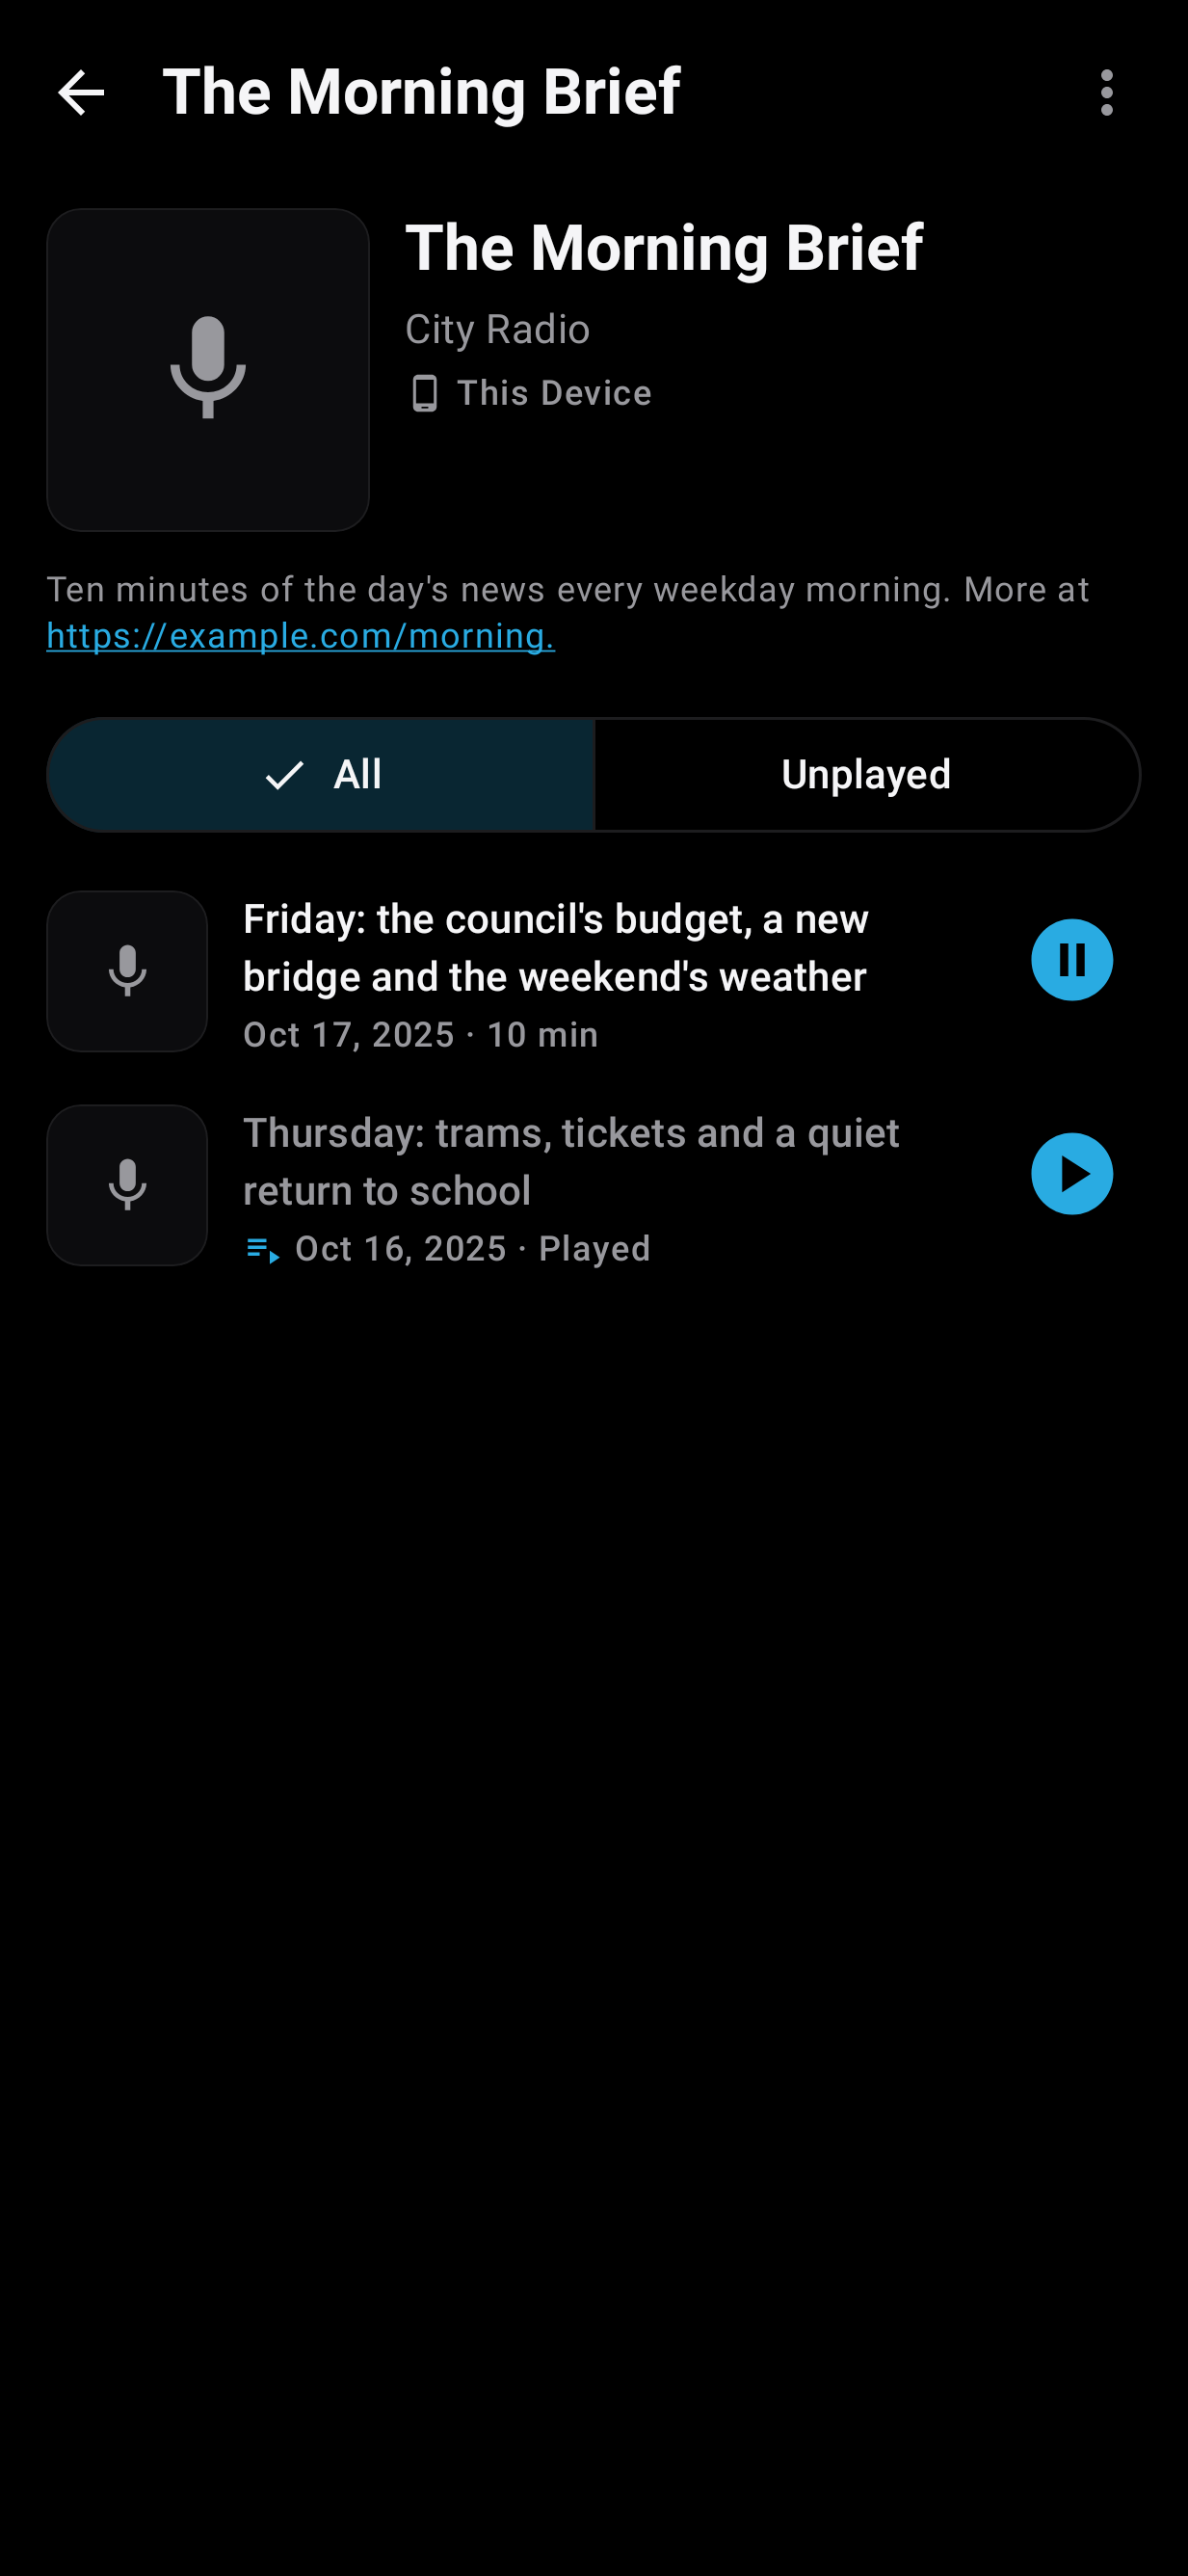 The Morning Brief
The Morning Brief
City Radio
This Device
Ten minutes of the day's news every weekday morning. More at
https://example.com/morning.
All
Unplayed
Friday: the council's budget, a new
bridge and the weekend's weather
Oct 17, 2025 · 10 min
Thursday: trams, tickets and a quiet
return to school
Oct 16, 2025 · Played